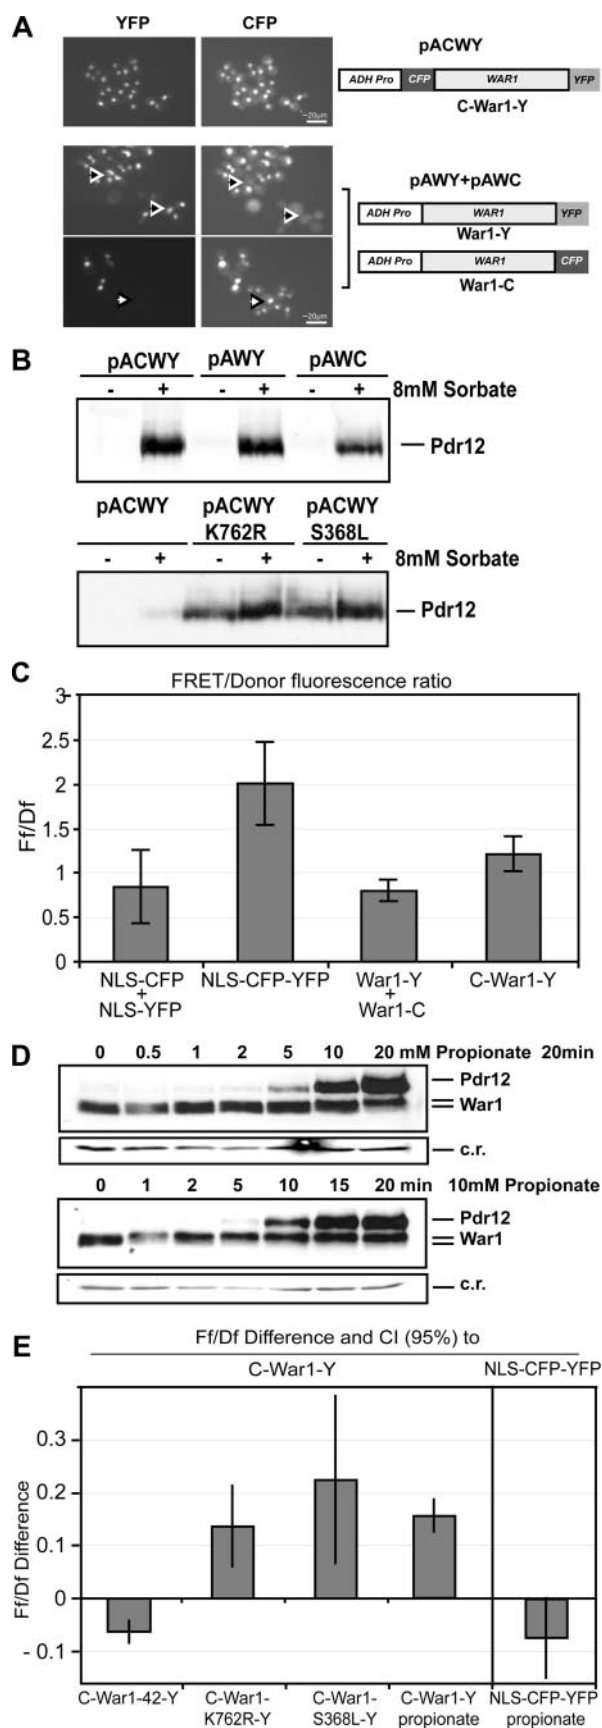 A
YFP CFP
pACWY
ADH Pro CFP WAR1 YFP
C-War1-Y
~20µm
pAWY+pAWC
ADH Pro WAR1 YFP
War1-Y
ADH Pro WAR1 CFP
War1-C
~20µm
B
pACWY pAWY pAWC
- + - + - + 8mM Sorbate
Pdr12
pACWY pACWY pACWY
K762R S368L
- + - + - + 8mM Sorbate
Pdr12
C
FRET/Donor fluorescence ratio
3
2.5
2
1.5
1
0.5
0
Ff/Df
NLS-CFP NLS-CFP-YFP War1-Y C-War1-Y
+ +
NLS-YFP War1-C
D
0 0.5 1 2 5 10 20 mM Propionate 20min
Pdr12
War1
c.r.
0 1 2 5 10 15 20 min 10mM Propionate
Pdr12
War1
c.r.
E
Ff/Df Difference and CI (95%) to
C-War1-Y NLS-CFP-YFP
0.3
0.2
0.1
0
- 0.1
Ff/Df Difference
C-War1-42-Y C-War1- C-War1- C-War1-Y NLS-CFP-YFP
K762R-Y S368L-Y propionate propionate